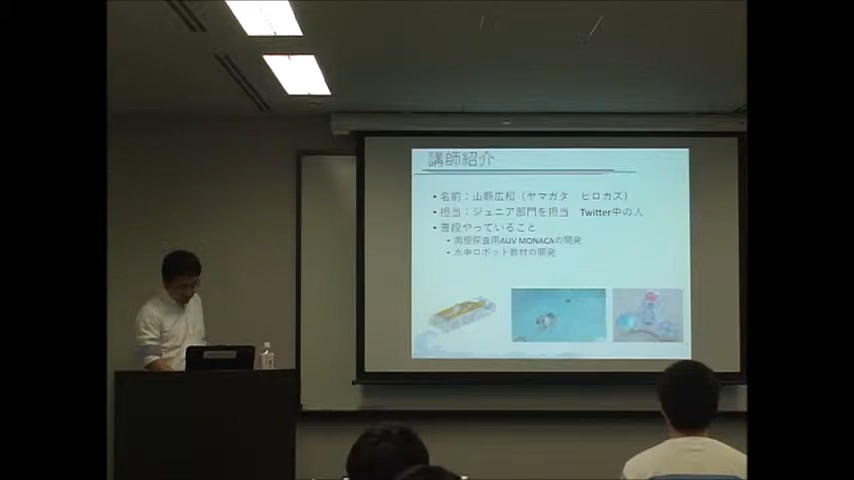 講師紹介
• 名前：山縣広和（ヤマガタ　ヒロカズ）
• 担当：ジュニア部門を担当　Twitter中の人
• 普段やっていること
• 南極探査用AUV MONACAの開発
• 水中ロボット教材の開発